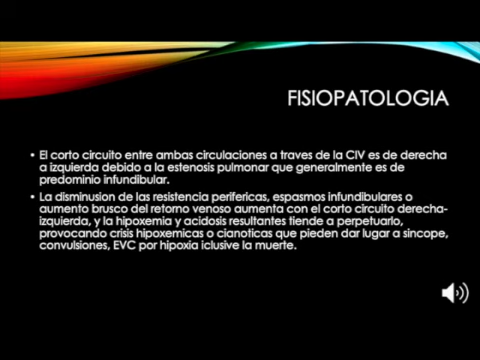 FISIOPATOLOGIA
• El corto circuito entre ambas circulaciones a traves de la CIV es de derecha
a izquierda debido a la estenosis pulmonar que generalmente es de
predominio infundibular.
• La disminusion de las resistencia perifericas, espasmos infundibulares o
aumento brusco del retorno venoso aumenta con el corto circuito derecha-
izquierda, y la hipoxemia y acidosis resultantes tiende a perpetuarlo,
provocando crisis hipoxemicas o cianoticas que pieden dar lugar a sincope,
convulsiones, EVC por hipoxia iclusive la muerte.